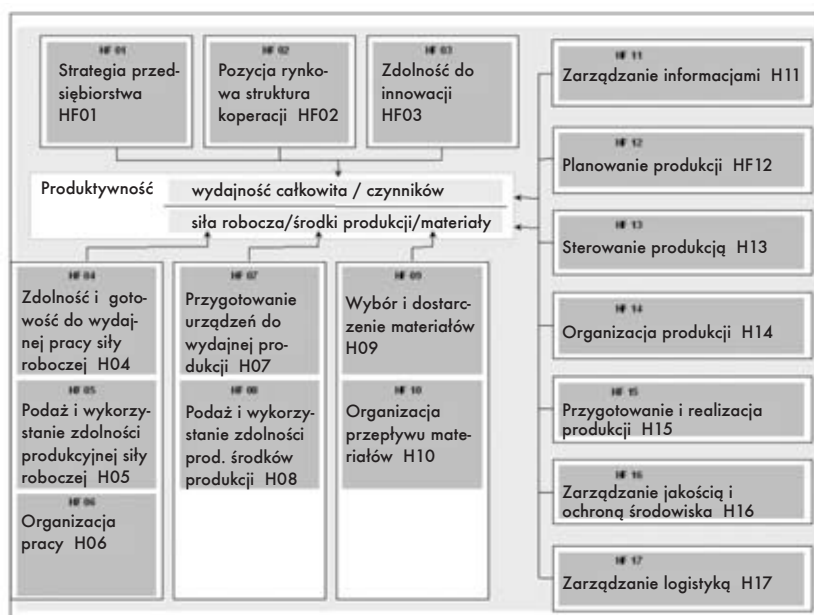 HF 01
Strategia przed-
siębiorstwa
HF01
HF 02
Pozycja rynko-
wa struktura
koperacji HF02
HF 03
Zdolność do
innowacji
HF03
Produktywność
wydajność całkowita / czynników
siła robocza/środki produkcji/materiały
HF 04
Zdolność i goto-
wość do wydaj-
nej pracy siły
roboczej H04
HF 05
Podaż i wykorzy-
stanie zdolności
produkcyjnej siły
roboczej H05
HF 06
Organizacja
pracy H06
HF 07
Przygotowanie
urządzeń do
wydajnej pro-
dukcji H07
HF 08
Podaż i wykorzy-
stanie zdolności
prod. środków
produkcji H08
HF 09
Wybór i dostar-
czenie materiałów
H09
HF 10
Organizacja
przepływu mate-
riałów H10
HF 11
Zarządzanie informacjami H11
HF 12
Planowanie produkcji HF12
HF 13
Sterowanie produkcją H13
HF 14
Organizacja produkcji H14
HF 15
Przygotowanie i realizacja
produkcji H15
HF 16
Zarządzanie jakością i
ochroną środowiska H16
HF 17
Zarządzanie logistyką H17